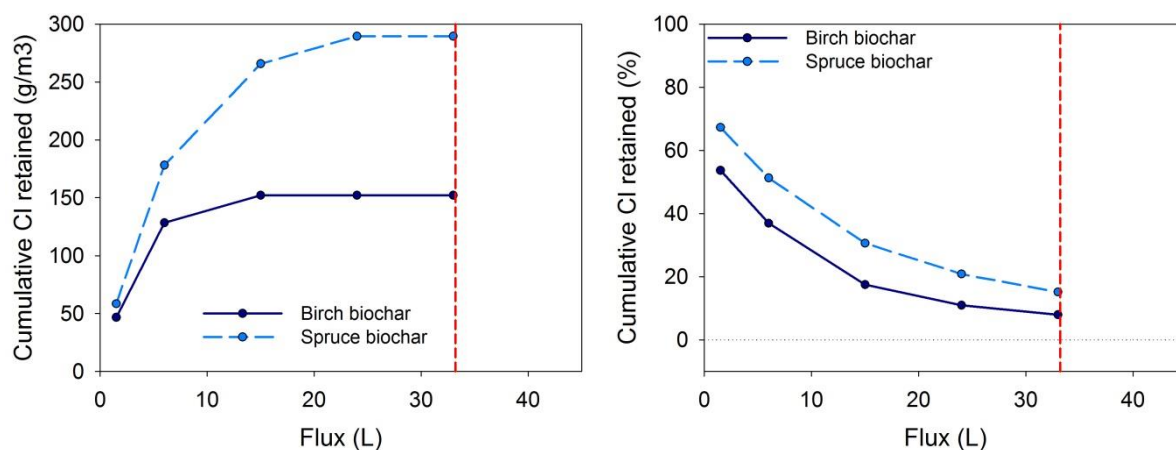 Cumulative Cl retained (g/m3)
300
250
200
150
100
50
0
Birch biochar
Spruce biochar
0 10 20 30 40
Flux (L)
Cumulative Cl retained (%)
100
80
60
40
20
0
Birch biochar
Spruce biochar
0 10 20 30 40
Flux (L)